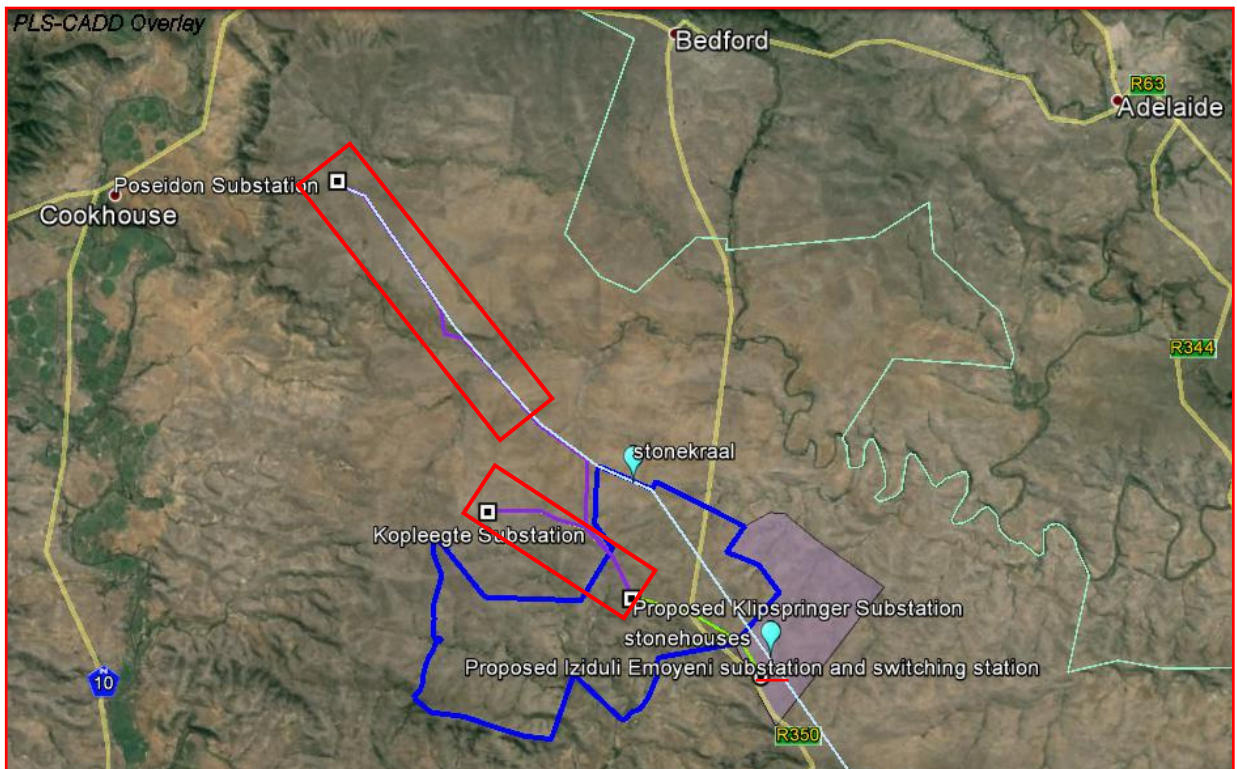 PLS-CADD Overlay
Bedford
R63
Adelaide
Poseidon Substation
Cookhouse
R344
stonekraal
Kopleegte Substation
Proposed Klipspringer Substation
stonehouses
Proposed Iziduli Emoyeni substation and switching station
N
10
R350